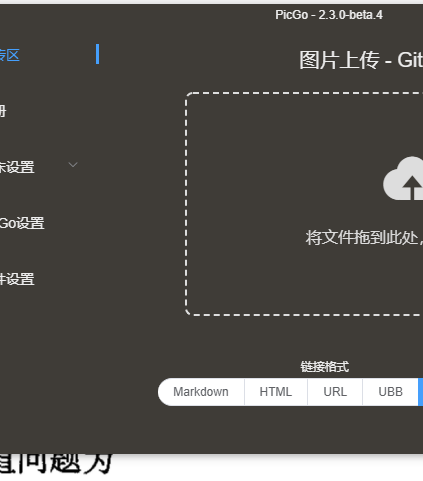 PicGo - 2.3.0-beta.4
传区
图片上传 - Git
册
床设置
Go设置
将文件拖到此处，
件设置
链接格式
Markdown
HTML
URL
UBB
值问题为